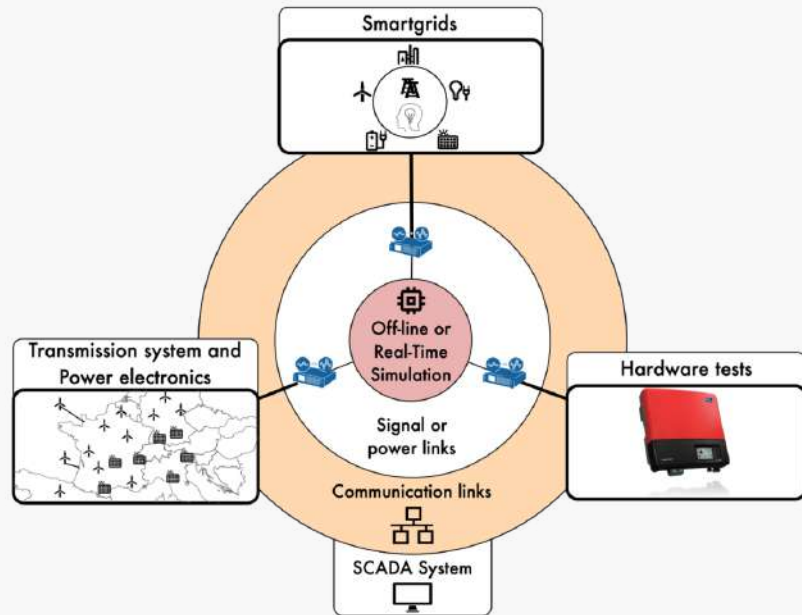 Smartgrids
Off-line or
Real-Time
Simulation
Transmission system and
Power electronics
Hardware tests
Signal or
power links
Communication links
SCADA System